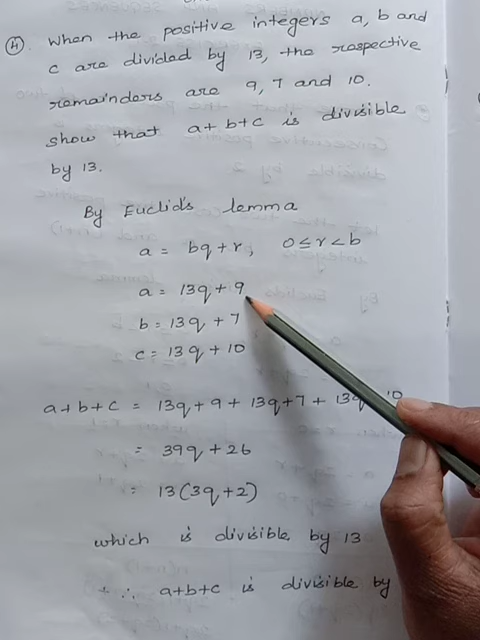 ④. When the positive integers a, b and
c are divided by 13, the respective
remainders are 9, 7 and 10.
show that a+b+c is divisible
by 13.
By Euclid's lemma
a = bq+r, 0≤r<b
a = 13q+9
b = 13q+7
c = 13q+10
a+b+c = 13q+9+13q+7+13q 10
= 39q+26
= 13(3q+2)
which is divisible by 13
∴ a+b+c is divisible by